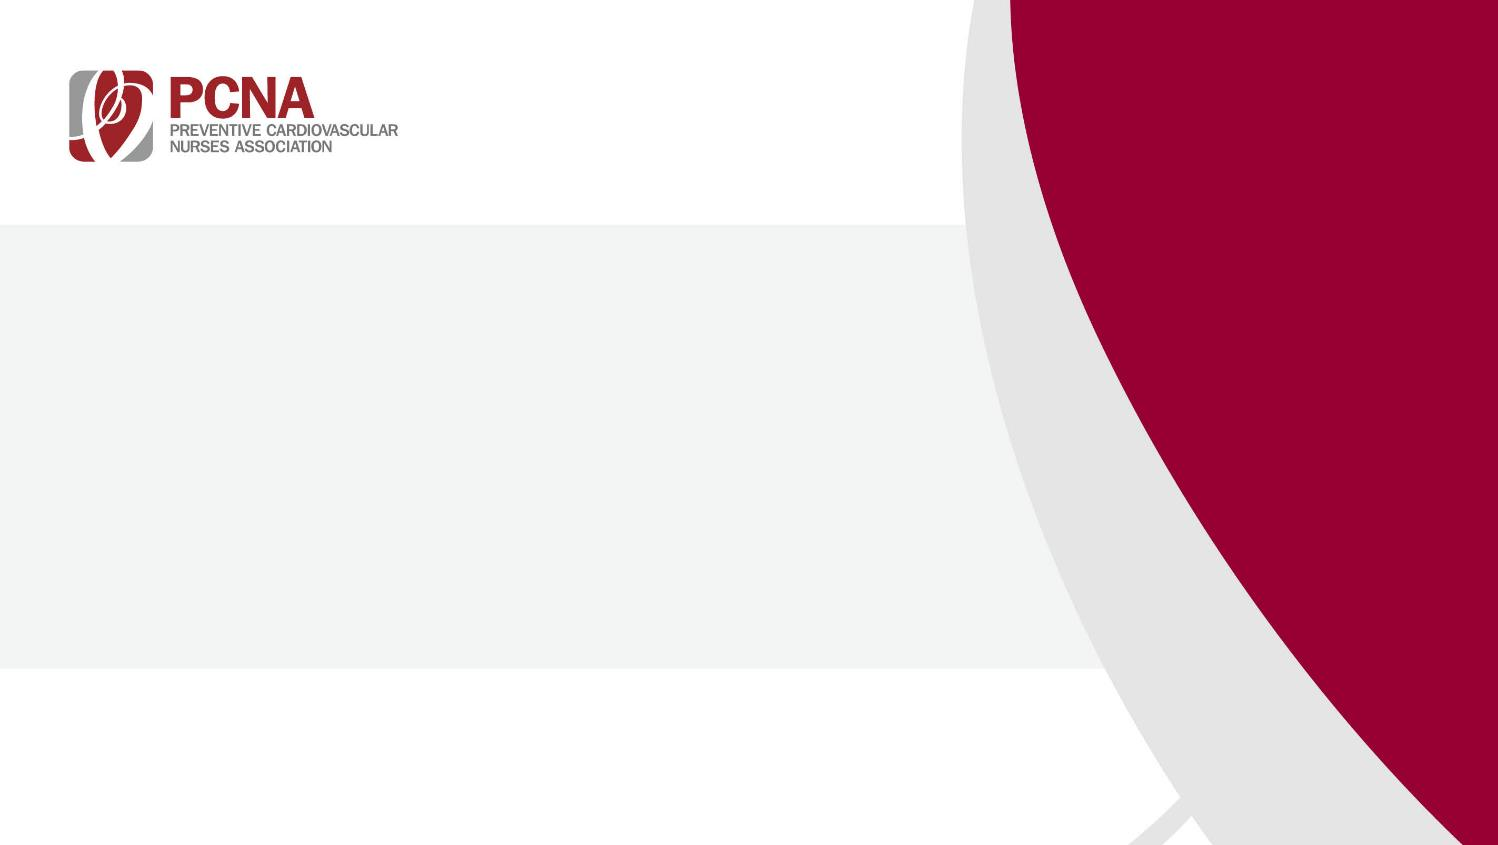 PCNA
PREVENTIVE CARDIOVASCULAR
NURSES ASSOCIATION